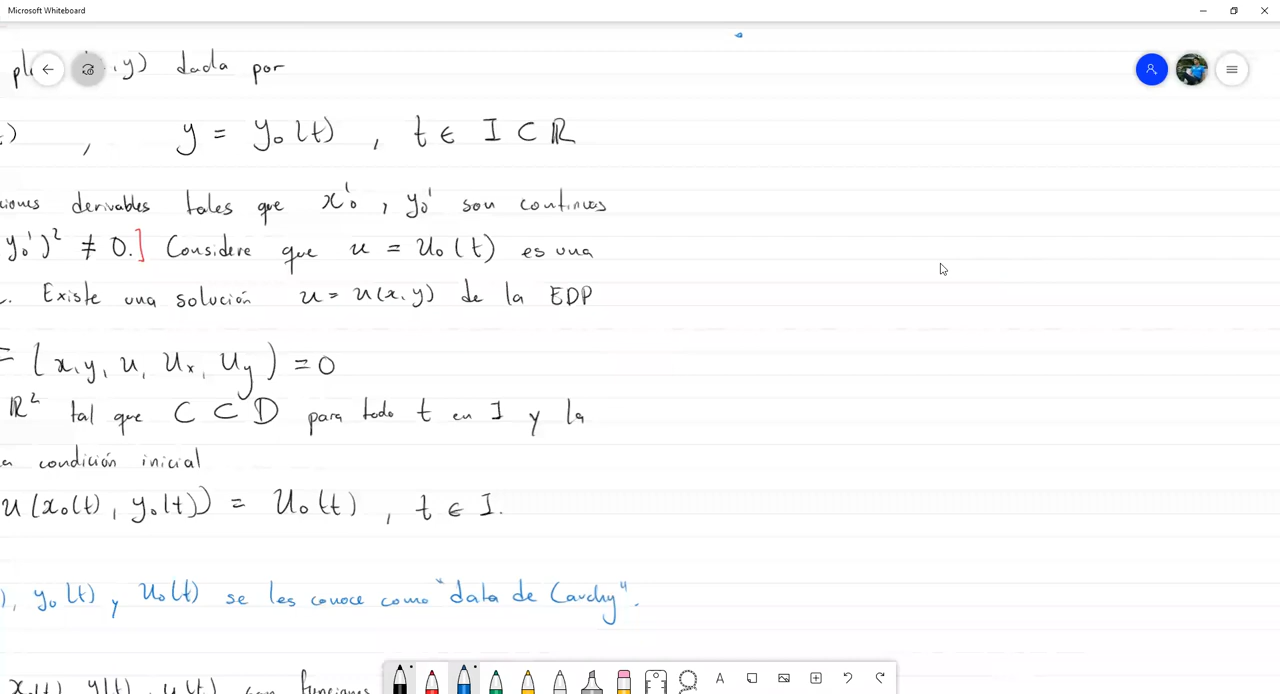 Microsoft Whiteboard
y) dada por
, y = y₀(t) , t ∈ I ⊂ ℝ
ciones derivables tales que x₀' , y₀' son continuas
y₀')² ≠ 0.] Considere que u = u₀(t) es una
. Existe una solución u = u(x,y) de la EDP
(x,y, u, uₓ, u_y) = 0
ℝ² tal que C ⊂ D para todo t en I y la
a condición inicial
u(x₀(t), y₀(t)) = u₀(t) , t ∈ I.
), y₀(t) y u₀(t) se les conoce como "data de Cauchy".
y(t), u(t) son funciones
A